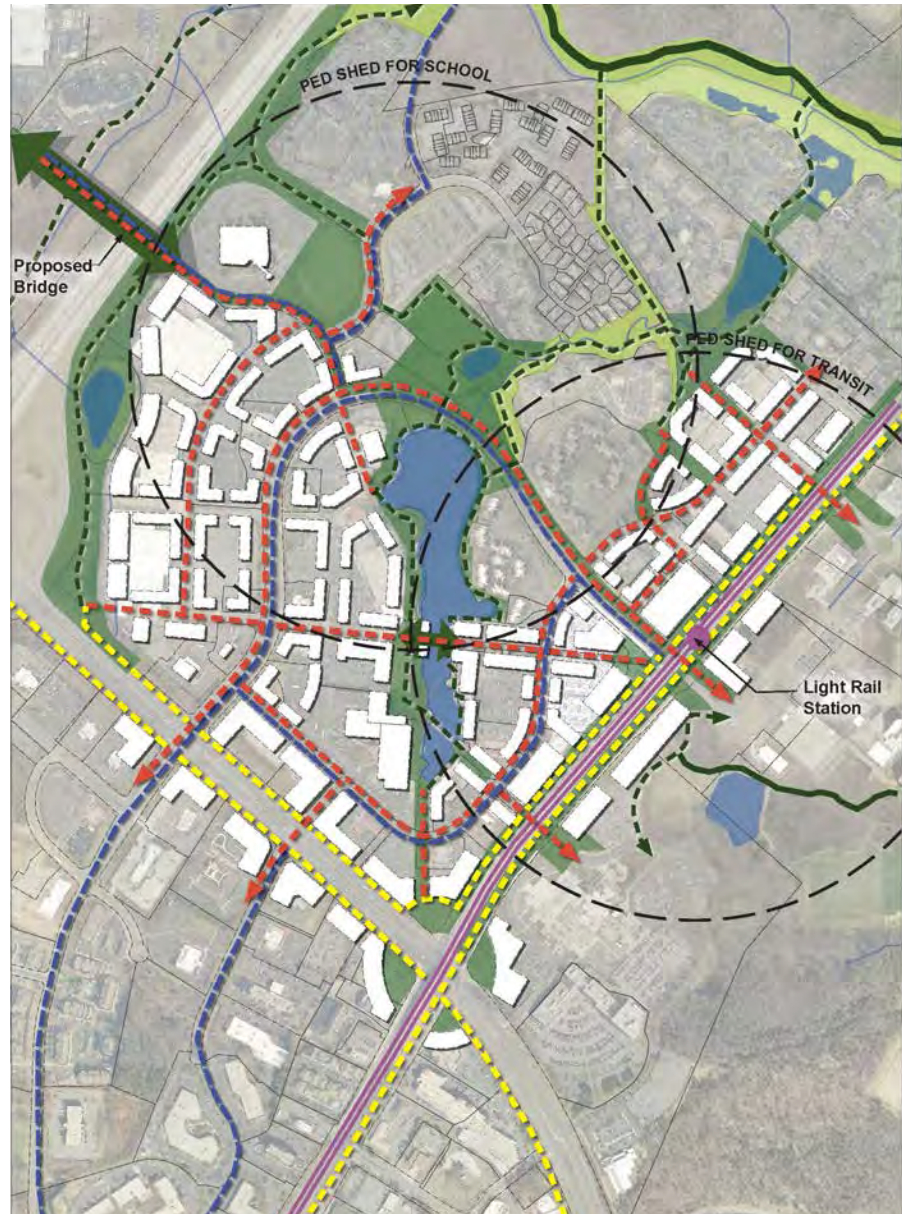 PED SHED FOR SCHOOL
Proposed
Bridge
PED SHED FOR TRANSIT
Light Rail
Station